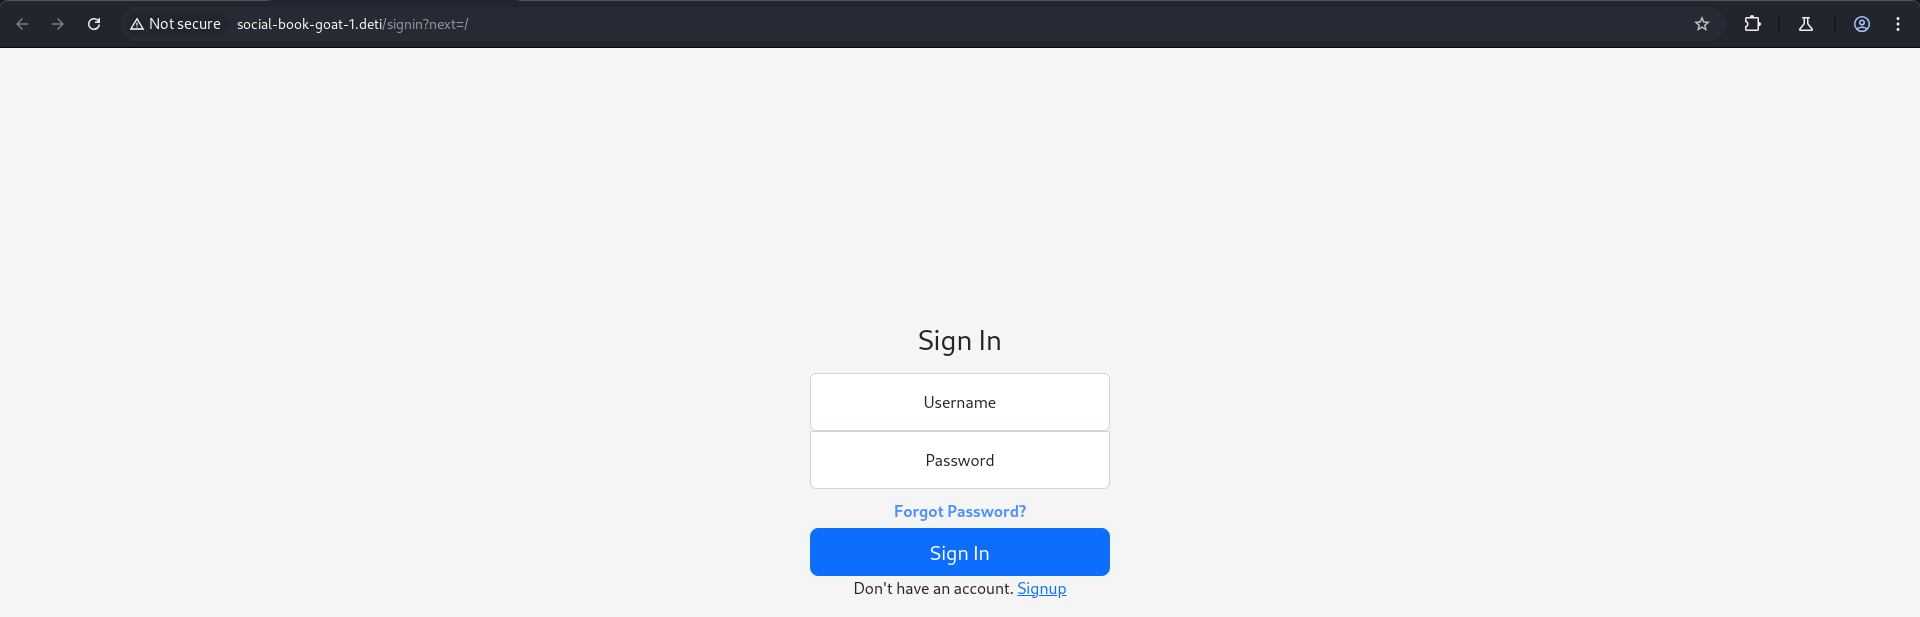 Not secure social-book-goat-1.deti/signin?next=/
Sign In
Username
Password
Forgot Password?
Sign In
Don't have an account. Signup